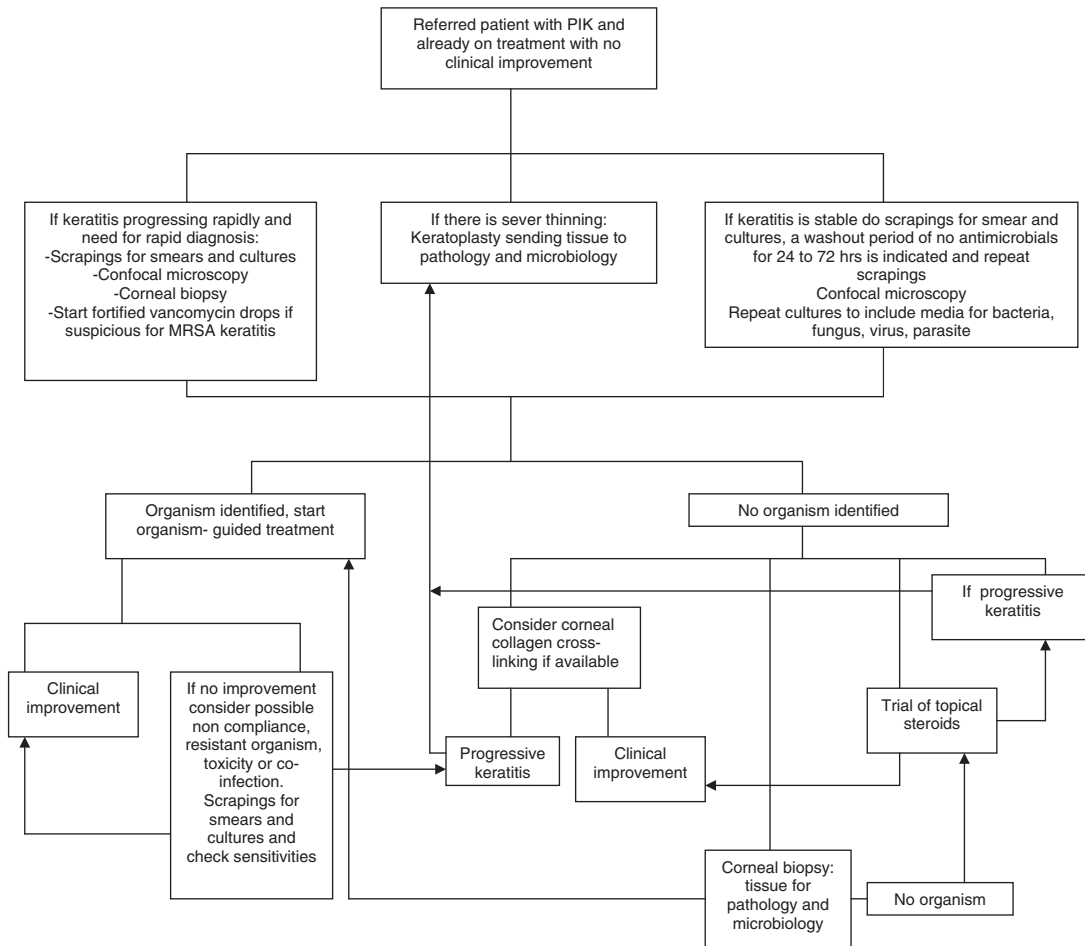 Referred patient with PIK and
already on treatment with no
clinical improvement
If keratitis progressing rapidly and
need for rapid diagnosis:
-Scrapings for smears and cultures
-Confocal microscopy
-Corneal biopsy
-Start fortified vancomycin drops if
suspicious for MRSA keratitis
If there is sever thinning:
Keratoplasty sending tissue to
pathology and microbiology
If keratitis is stable do scrapings for smear and
cultures, a washout period of no antimicrobials
for 24 to 72 hrs is indicated and repeat
scrapings
Confocal microscopy
Repeat cultures to include media for bacteria,
fungus, virus, parasite
Organism identified, start
organism- guided treatment
No organism identified
If progressive
keratitis
Consider corneal
collagen cross-
linking if available
Clinical
improvement
If no improvement
consider possible
non compliance,
resistant organism,
toxicity or co-
infection.
Scrapings for
smears and
cultures and
check sensitivities
Trial of topical
steroids
Progressive
keratitis
Clinical
improvement
Corneal biopsy:
tissue for
pathology and
microbiology
No organism